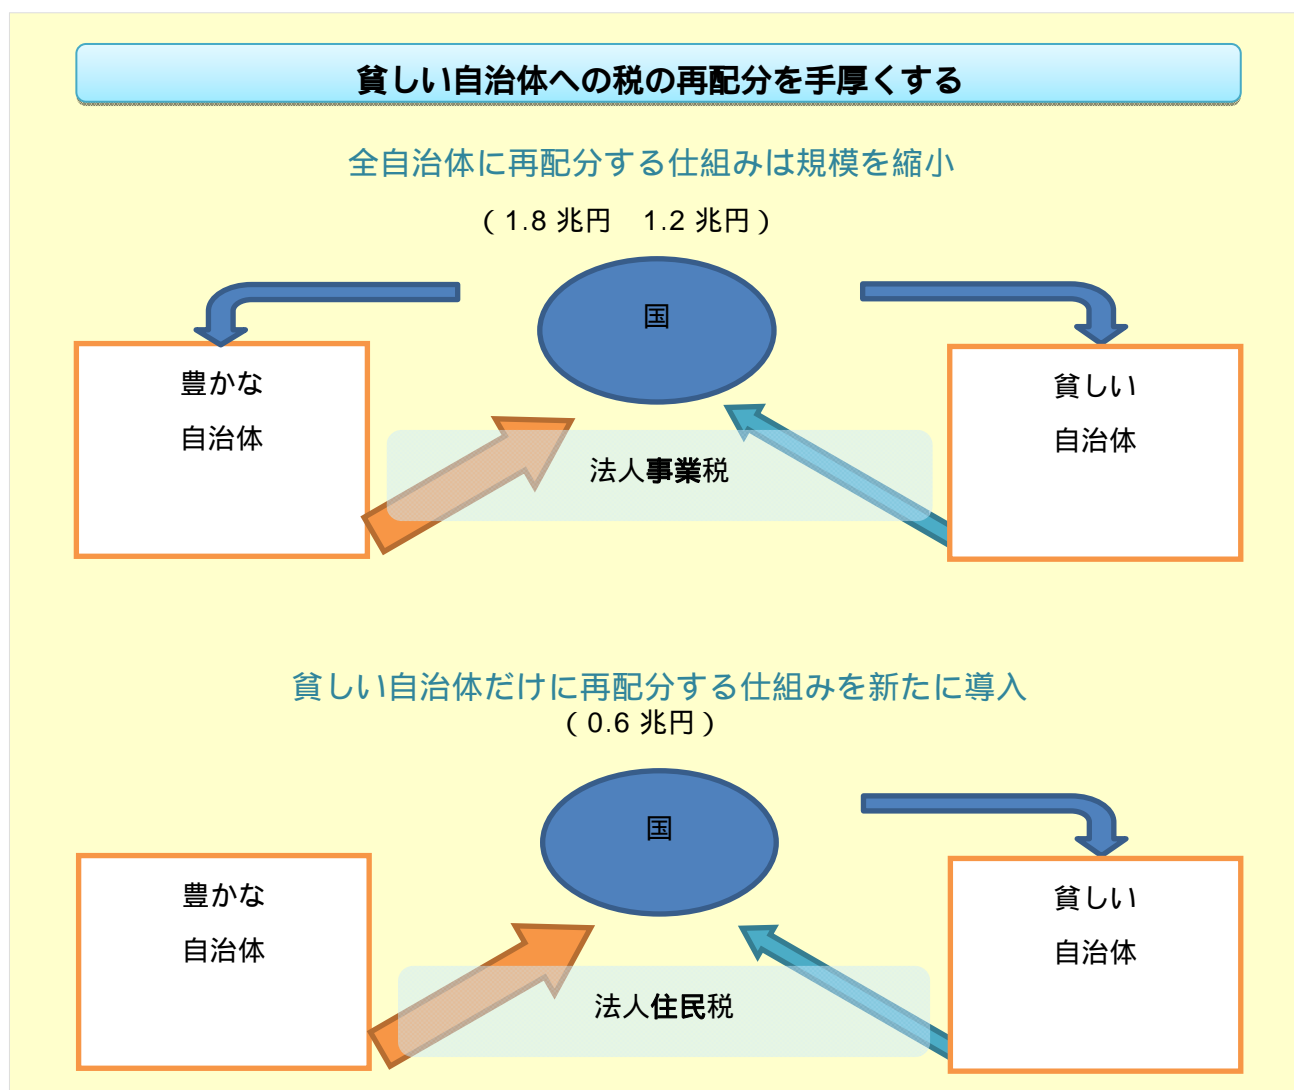 貧しい自治体への税の再配分を手厚くする
全自治体に再配分する仕組みは規模を縮小
（1.8 兆円　1.2 兆円）
国
豊かな
自治体
貧しい
自治体
法人事業税
貧しい自治体だけに再配分する仕組みを新たに導入
（0.6 兆円）
国
豊かな
自治体
貧しい
自治体
法人住民税